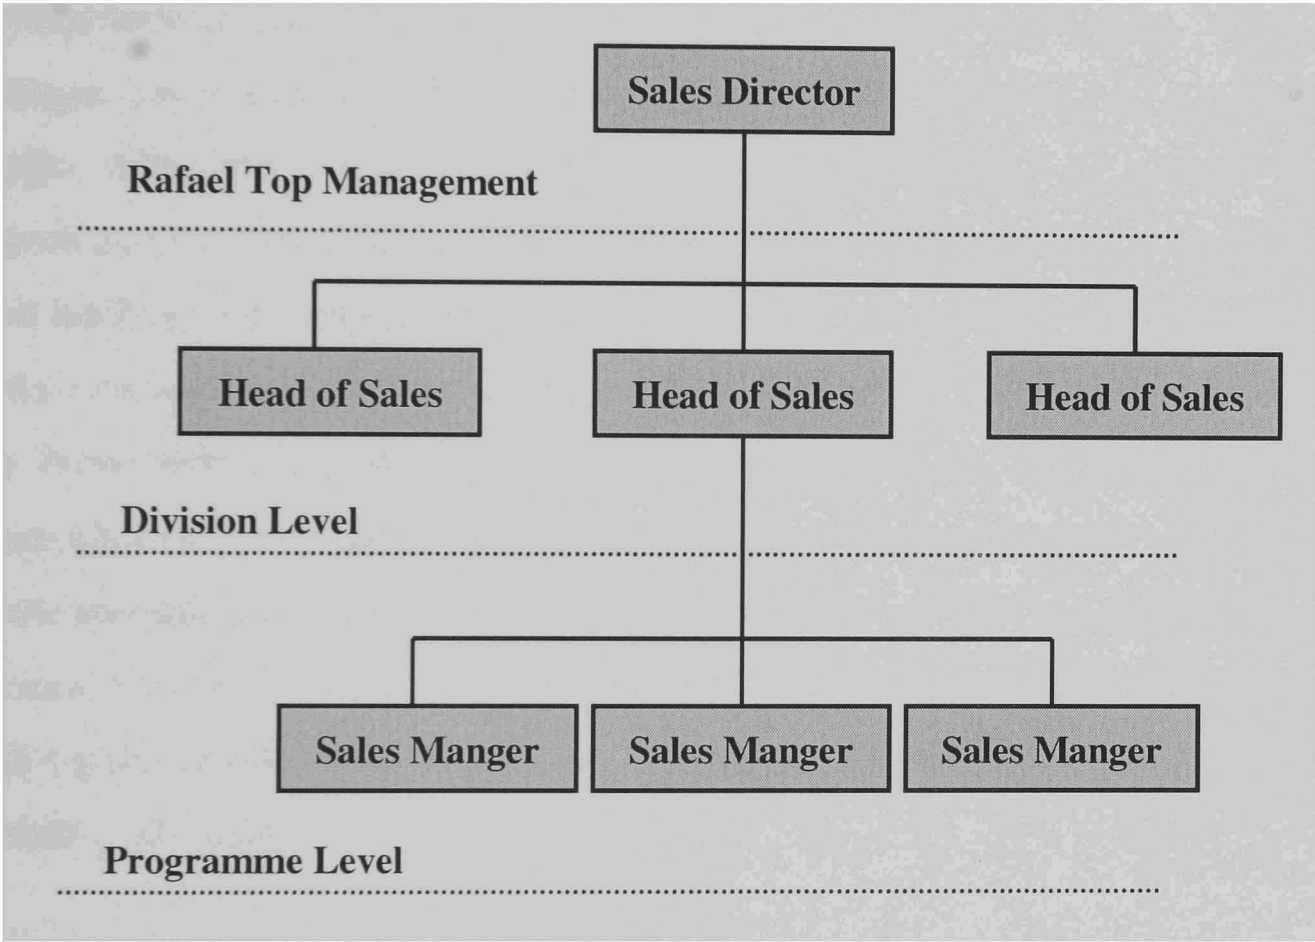 Sales Director
Rafael Top Management
Head of Sales
Head of Sales
Head of Sales
Division Level
Sales Manger
Sales Manger
Sales Manger
Programme Level